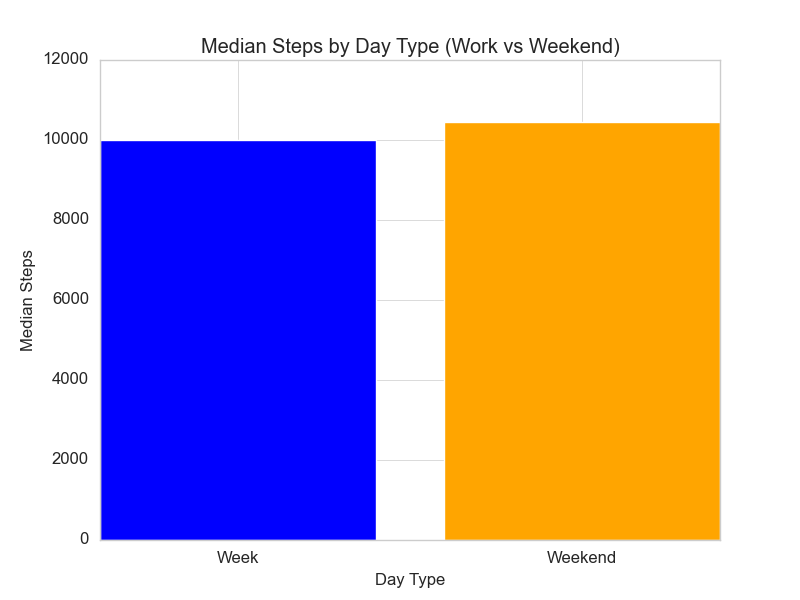 Median Steps by Day Type (Work vs Weekend)
12000
10000
8000
6000
4000
2000
0
Median Steps
Week
Weekend
Day Type